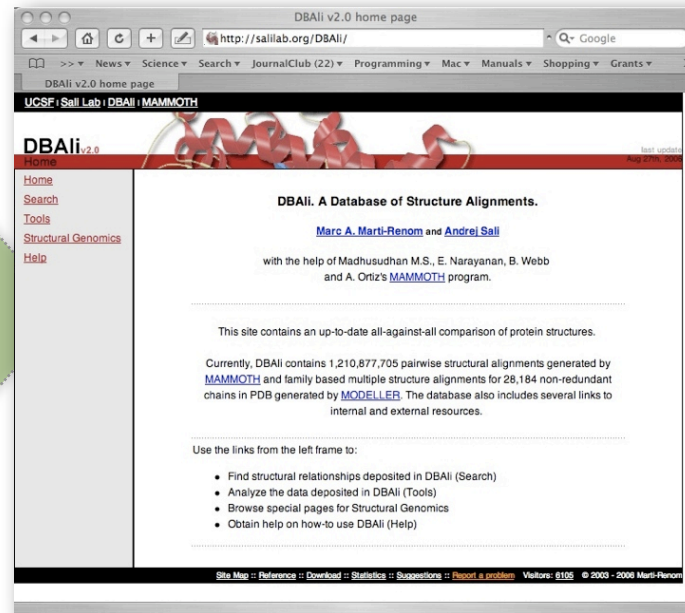 DBAli v2.0 home page
http://salilab.org/DBAli/
Google
>> News Science Search JournalClub (22) Programming Mac Manuals Shopping Grants
DBAli v2.0 home page
UCSF | Sali Lab | DBAli | MAMMOTH
DBAli v2.0
last update
Home
Aug 27th, 2006
Home
Search
Tools
Structural Genomics
Help
DBAli. A Database of Structure Alignments.
Marc A. Marti-Renom and Andrej Sali
with the help of Madhusudhan M.S., E. Narayanan, B. Webb
and A. Ortiz's MAMMOTH program.
This site contains an up-to-date all-against-all comparison of protein structures.
Currently, DBAli contains 1,210,877,705 pairwise structural alignments generated by
MAMMOTH and family based multiple structure alignments for 28,184 non-redundant
chains in PDB generated by MODELLER. The database also includes several links to
internal and external resources.
Use the links from the left frame to:
• Find structural relationships deposited in DBAli (Search)
• Analyze the data deposited in DBAli (Tools)
• Browse special pages for Structural Genomics
• Obtain help on how-to use DBAli (Help)
Site Map :: Reference :: Download :: Statistics :: Suggestions :: Report a problem Visitors: 6105 © 2003 - 2006 Marti-Renom